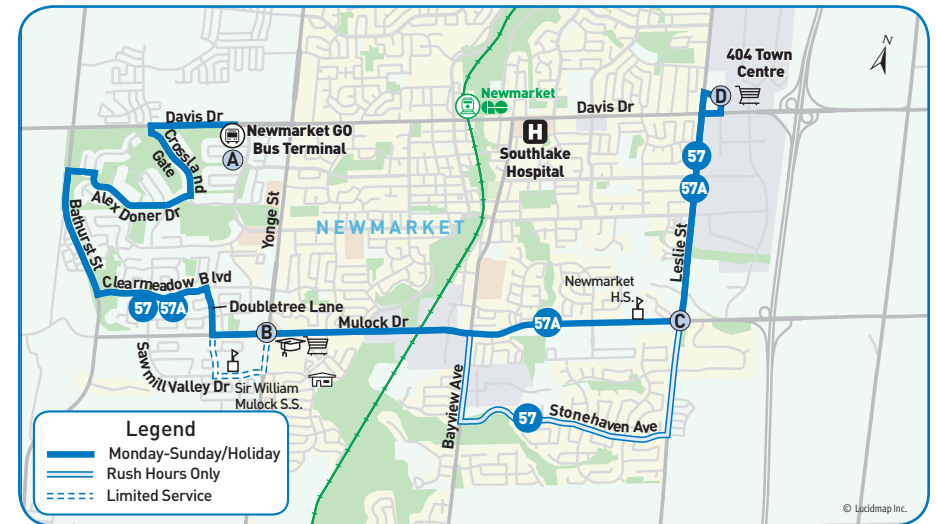 N
404 Town
Centre
D
Newmarket
Davis Dr
Davis Dr
H
Newmarket GO
Bus Terminal
A
Crossland
Gate
Southlake
Hospital
57
57A
Alex Doner Dr
Yonge St
NEWMARKET
Bathurst St
Leslie St
Clearmeadow Blvd
57
57A
Doubletree Lane
Newmarket
H.S.
B
Mulock Dr
57A
C
Sawmill Valley Dr
Sir William
Mulock S.S.
Bayview Ave
57
Stonehaven Ave
Legend
Monday-Sunday/Holiday
Rush Hours Only
Limited Service
© Lucidmap Inc.